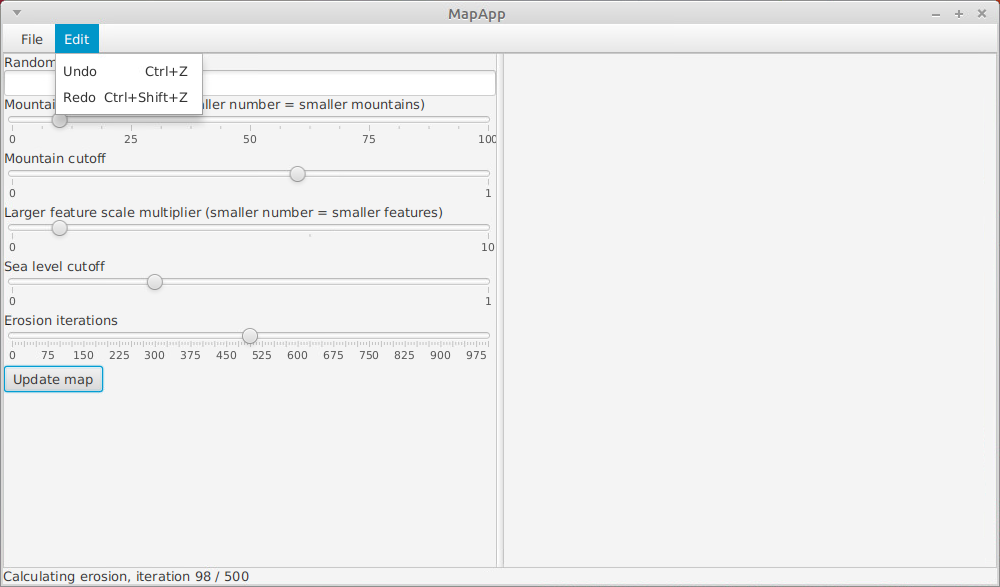 MapApp
File Edit
Random
Undo Ctrl+Z
Redo Ctrl+Shift+Z
ller number = smaller mountains)
0 25 50 75 100
Mountain cutoff
0 1
Larger feature scale multiplier (smaller number = smaller features)
0 10
Sea level cutoff
0 1
Erosion iterations
0 75 150 225 300 375 450 525 600 675 750 825 900 975
Update map
Calculating erosion, iteration 98 / 500